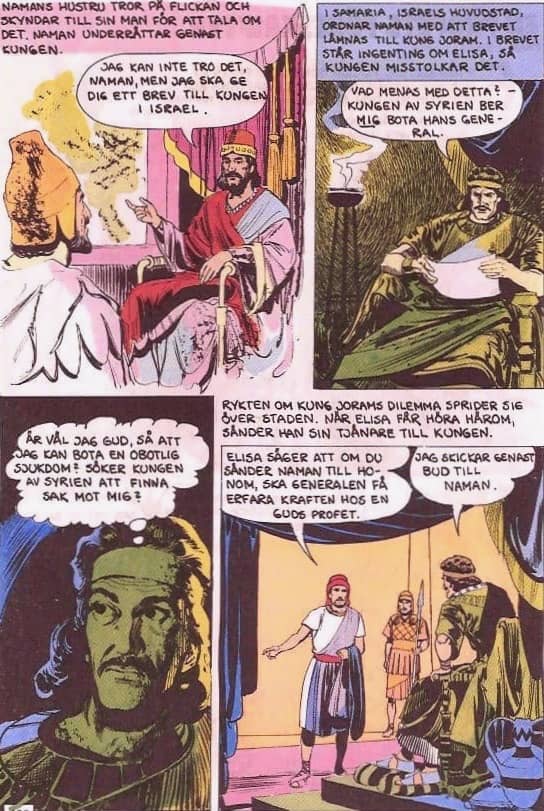 NAMANS HUSTRU TROR PÅ FLICKAN OCH
SKYNDAR TILL SIN MAN FÖR ATT TALA OM
DET. NAMAN UNDERRÄTTAR GENAST
KUNGEN.
JAG KAN INTE TRO DET,
NAMAN, MEN JAG SKA GE
DIG ETT BREV TILL KUNGEN
I ISRAEL.
I SAMARIA, ISRAELS HUVUDSTAD,
ORDNAR NAMAN MED ATT BREVET
LÄMNAS TILL KUNG JORAM. I BREVET
STÅR INGENTING OM ELISA, SÅ
KUNGEN MISSTOLKAR DET.
VAD MENAS MED DETTA? -
KUNGEN AV SYRIEN BER
MIG BOTA HANS GENE-
RAL.
ÄR VÄL JAG GUD, SÅ ATT
JAG KAN BOTA EN OBOTLIG
SJUKDOM? SÖKER KUNGEN
AV SYRIEN ATT FINNA
SAK MOT MIG?
RYKTEN OM KUNG JORAMS DILEMMA SPRIDER SIG
ÖVER STADEN. NÄR ELISA FÅR HÖRA HÄROM,
SÄNDER HAN SIN TJÄNARE TILL KUNGEN.
ELISA SÄGER ATT OM DU
SÄNDER NAMAN TILL HO-
NOM, SKA GENERALEN FÅ
ERFARA KRAFTEN HOS EN
GUDS PROFET.
JAG SKICKAR GENAST
BUD TILL
NAMAN.